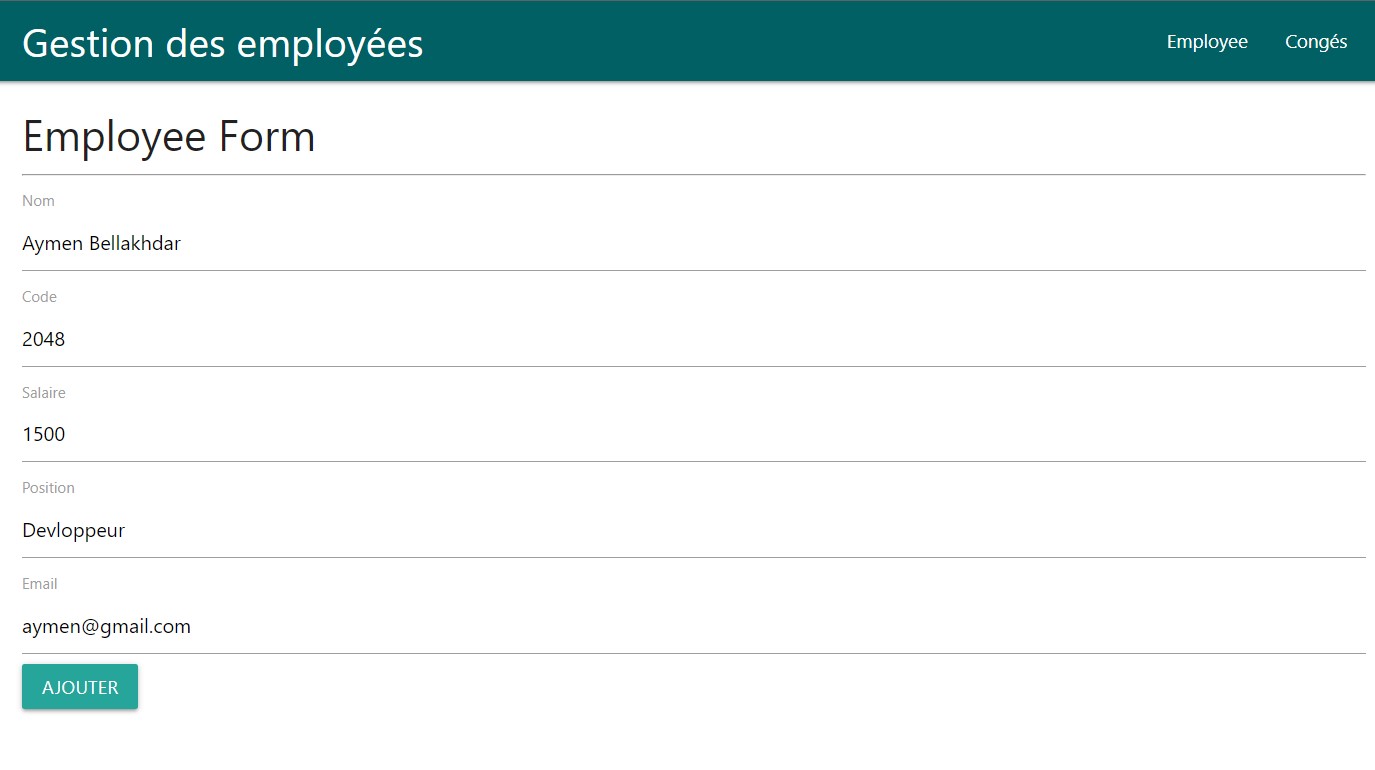 Gestion des employées
Employee Congés
Employee Form
Nom
Aymen Bellakhdar
Code
2048
Salaire
1500
Position
Devloppeur
Email
aymen@gmail.com
AJOUTER